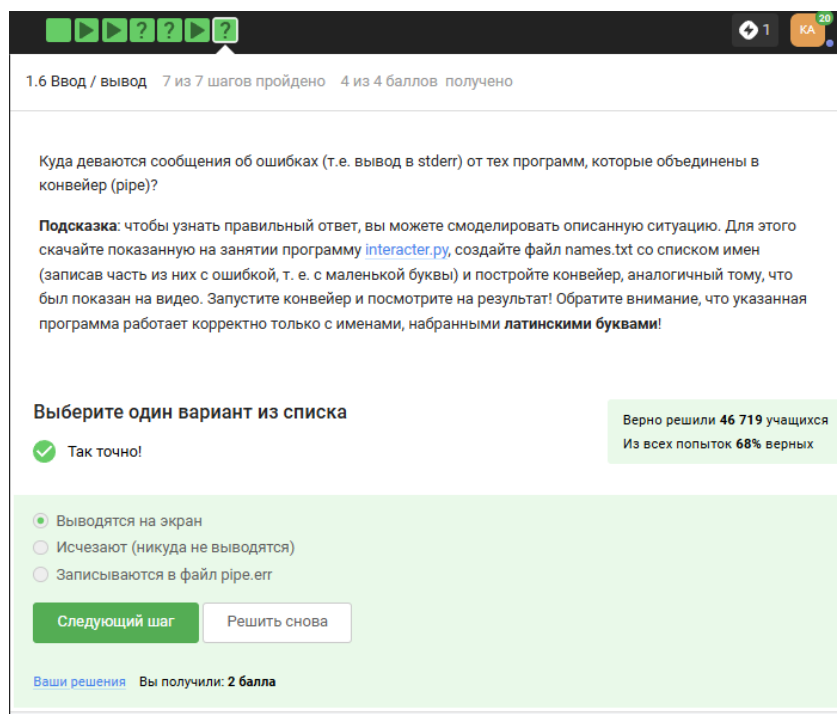 ? ? ?
1
KA
20
1.6 Ввод / вывод 7 из 7 шагов пройдено 4 из 4 баллов получено
Куда деваются сообщения об ошибках (т.е. вывод в stderr) от тех программ, которые объединены в
конвейер (pipe)?
Подсказка: чтобы узнать правильный ответ, вы можете смоделировать описанную ситуацию. Для этого
скачайте показанную на занятии программу interacter.py, создайте файл names.txt со списком имен
(записав часть из них с ошибкой, т. е. с маленькой буквы) и постройте конвейер, аналогичный тому, что
был показан на видео. Запустите конвейер и посмотрите на результат! Обратите внимание, что указанная
программа работает корректно только с именами, набранными латинскими буквами!
Выберите один вариант из списка
Так точно!
Верно решили 46 719 учащихся
Из всех попыток 68% верных
Выводятся на экран
Исчезают (никуда не выводятся)
Записываются в файл pipe.err
Следующий шаг
Решить снова
Ваши решения Вы получили: 2 балла